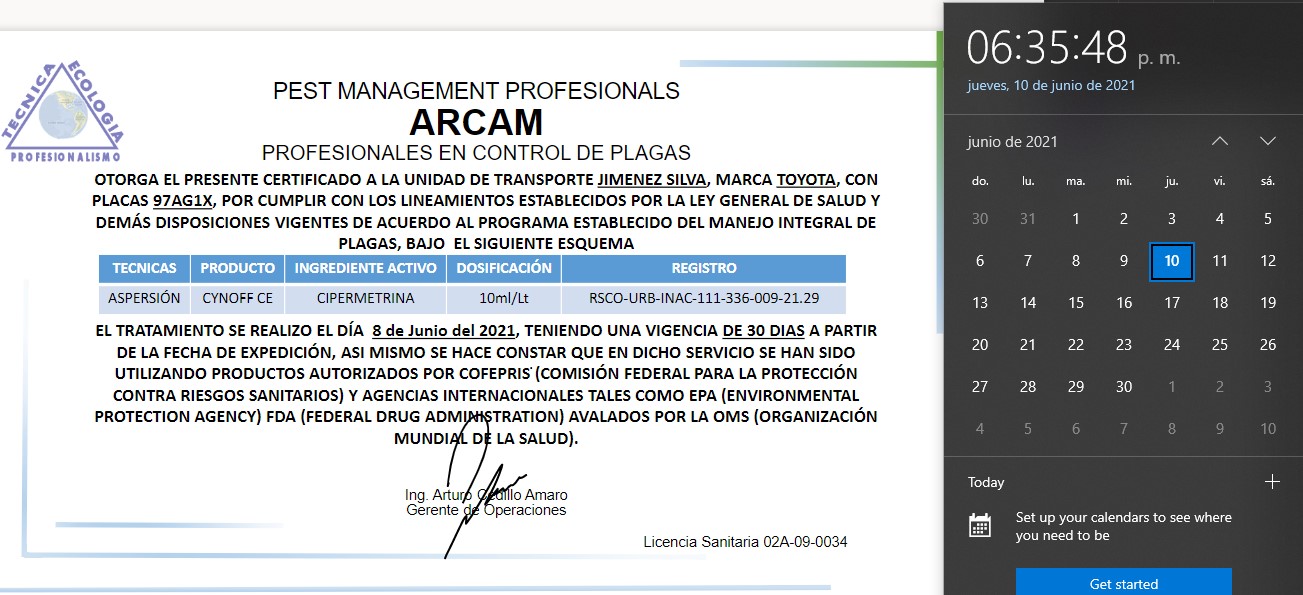 TECNICA
ECOLOGIA
PROFESIONALISMO
PEST MANAGEMENT PROFESIONALS
ARCAM
PROFESIONALES EN CONTROL DE PLAGAS
OTORGA EL PRESENTE CERTIFICADO A LA UNIDAD DE TRANSPORTE JIMENEZ SILVA, MARCA TOYOTA, CON
PLACAS 97AG1X, POR CUMPLIR CON LOS LINEAMIENTOS ESTABLECIDOS POR LA LEY GENERAL DE SALUD Y
DEMÁS DISPOSICIONES VIGENTES DE ACUERDO AL PROGRAMA ESTABLECIDO DEL MANEJO INTEGRAL DE
PLAGAS, BAJO EL SIGUIENTE ESQUEMA
TECNICAS PRODUCTO INGREDIENTE ACTIVO DOSIFICACIÓN REGISTRO
ASPERSIÓN CYNOFF CE CIPERMETRINA 10ml/Lt RSCO-URB-INAC-111-336-009-21.29
EL TRATAMIENTO SE REALIZO EL DÍA 8 de Junio del 2021, TENIENDO UNA VIGENCIA DE 30 DIAS A PARTIR
DE LA FECHA DE EXPEDICIÓN, ASI MISMO SE HACE CONSTAR QUE EN DICHO SERVICIO SE HAN SIDO
UTILIZANDO PRODUCTOS AUTORIZADOS POR COFEPRIS (COMISIÓN FEDERAL PARA LA PROTECCIÓN
CONTRA RIESGOS SANITARIOS) Y AGENCIAS INTERNACIONALES TALES COMO EPA (ENVIRONMENTAL
PROTECTION AGENCY) FDA (FEDERAL DRUG ADMINISTRATION) AVALADOS POR LA OMS (ORGANIZACIÓN
MUNDIAL DE LA SALUD).
Ing. Arturo Cedillo Amaro
Gerente de Operaciones
Licencia Sanitaria 02A-09-0034
06:35:48 p. m.
jueves, 10 de junio de 2021
junio de 2021
do. lu. ma. mi. ju. vi. sá.
30 31 1 2 3 4 5
6 7 8 9 10 11 12
13 14 15 16 17 18 19
20 21 22 23 24 25 26
27 28 29 30 1 2 3
4 5 6 7 8 9 10
Today
Set up your calendars to see where
you need to be
Get started